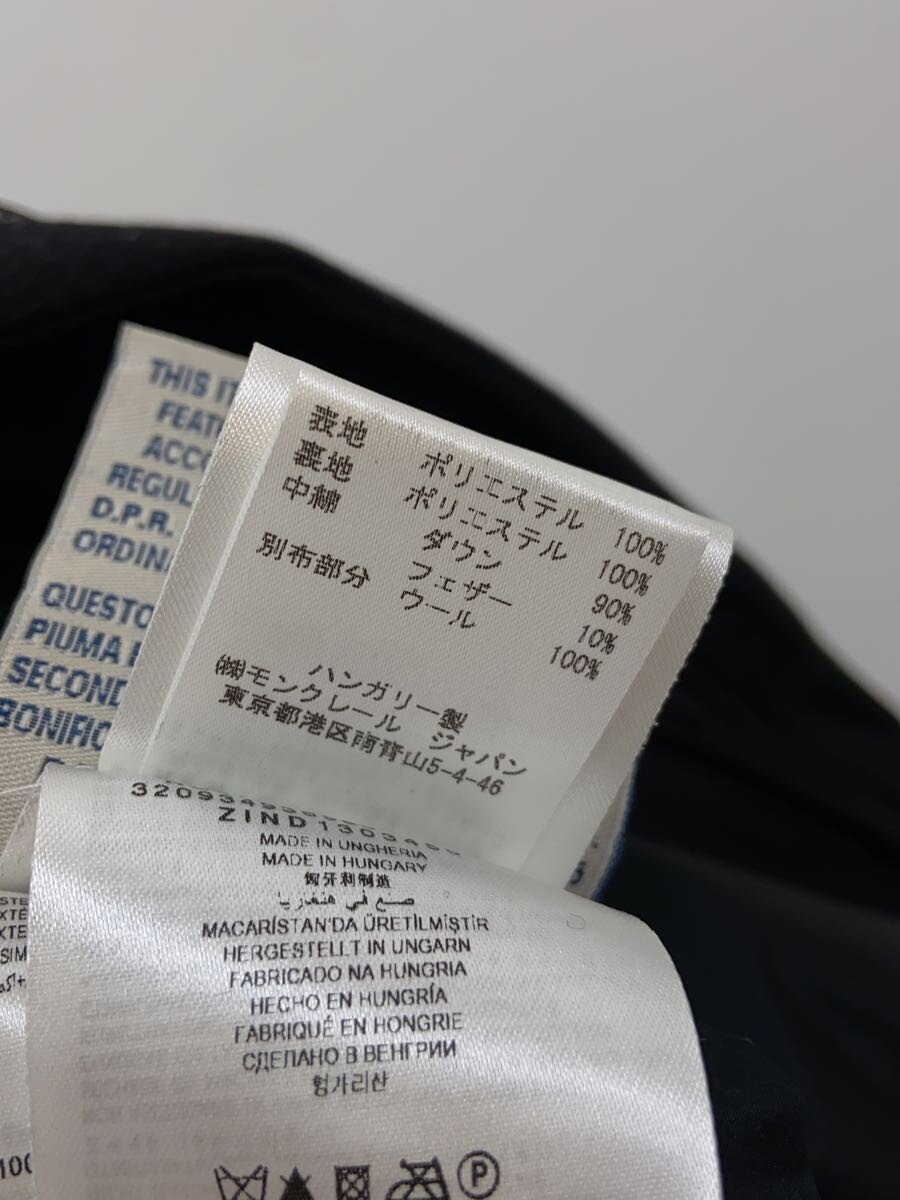 THIS
ACCO
REGUL
D.P.R.
ORDIN
QUESTO
PIUMA
SECOND
BONIFIC
表地 ポリエステル 100%
裏地 ポリエステル 100%
中綿 ダウン 90%
フェザー 10%
別布部分 ウール 100%
ハンガリー製
㈱モンクレール ジャパン
東京都港区南青山5-4-46
MADE IN UNGHERIA
MADE IN HUNGARY
匈牙利制造
صنع في هنغاريا
MACARİSTAN'DA ÜRETİLMİŞTİR
HERGESTELLT IN UNGARN
FABRICADO NA HUNGRIA
HECHO EN HUNGRÍA
FABRIQUÉ EN HONGRIE
СДЕЛАНО В ВЕНГРИИ
헝가리산
P